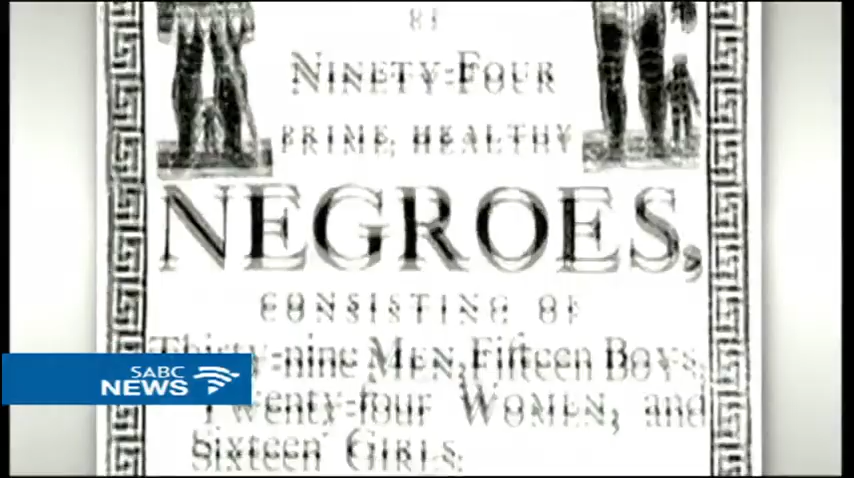 NINETY-FOUR
PRIME, HEALTHY
NEGROES,
CONSISTING OF
Thirty-nine MEN, Fifteen BOYS,
Twenty-four WOMEN, and
Sixteen GIRLS.
SABC
NEWS